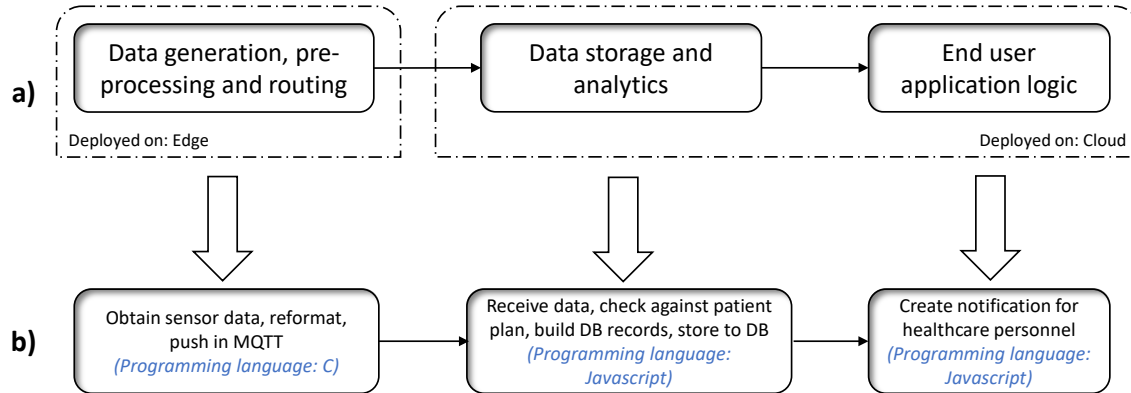 a)
Data generation, pre-
processing and routing
Deployed on: Edge
Data storage and
analytics
End user
application logic
Deployed on: Cloud
b)
Obtain sensor data, reformat,
push in MQTT
(Programming language: C)
Receive data, check against patient
plan, build DB records, store to DB
(Programming language:
Javascript)
Create notification for
healthcare personnel
(Programming language:
Javascript)